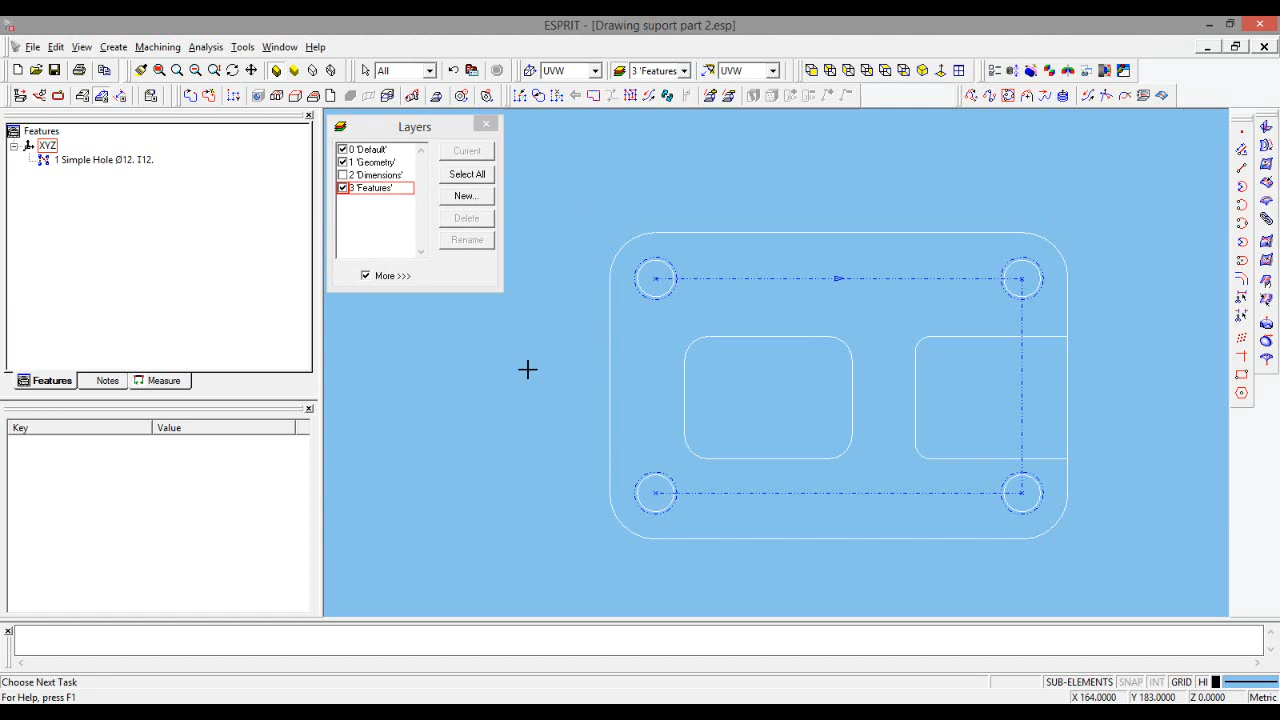 ESPRIT - [Drawing suport part 2.esp]
File Edit View Create Machining Analysis Tools Window Help
All UVW 3 'Features' UVW
Features
XYZ
1 Simple Hole Ø12. I12.
Features Notes Measure
Key Value
Layers
0 'Default'
1 'Geometry'
2 'Dimensions'
3 'Features'
Current
Select All
New...
Delete
Rename
More >>>
Choose Next Task
SUB-ELEMENTS SNAP INT GRID HI
For Help, press F1
X 164.0000 Y 183.0000 Z 0.0000 Metric